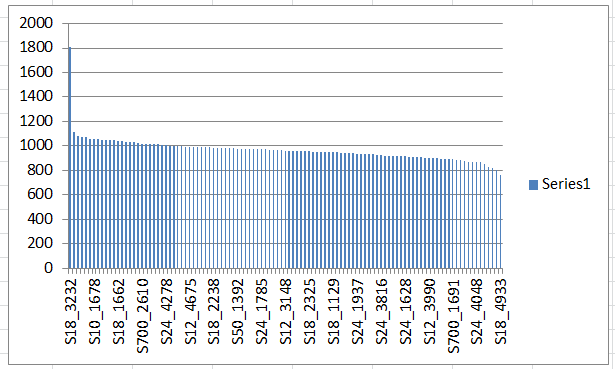 2000
1800
1600
1400
1200
1000
800
600
400
200
0
Series1
S18_3232
S10_1678
S18_1662
S700_2610
S24_4278
S12_4675
S18_2238
S50_1392
S24_1785
S12_3148
S18_2325
S18_1129
S24_1937
S24_3816
S24_1628
S12_3990
S700_1691
S24_4048
S18_4933